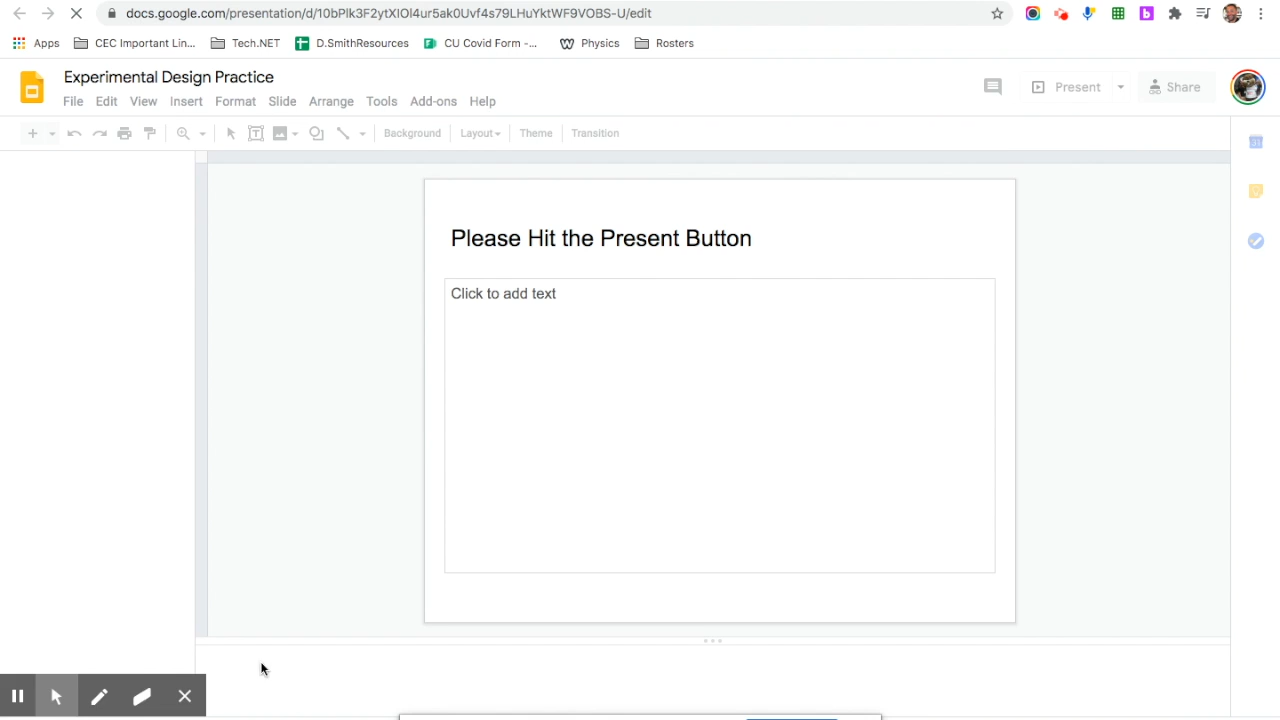 docs.google.com/presentation/d/10bPlk3F2ytXIOl4ur5ak0Uvf4s79LHuYktWF9VOBS-U/edit
Apps CEC Important Lin... Tech.NET D.SmithResources CU Covid Form -... Physics Rosters
Experimental Design Practice
File Edit View Insert Format Slide Arrange Tools Add-ons Help
Present Share
Background Layout Theme Transition
31
Please Hit the Present Button
Click to add text